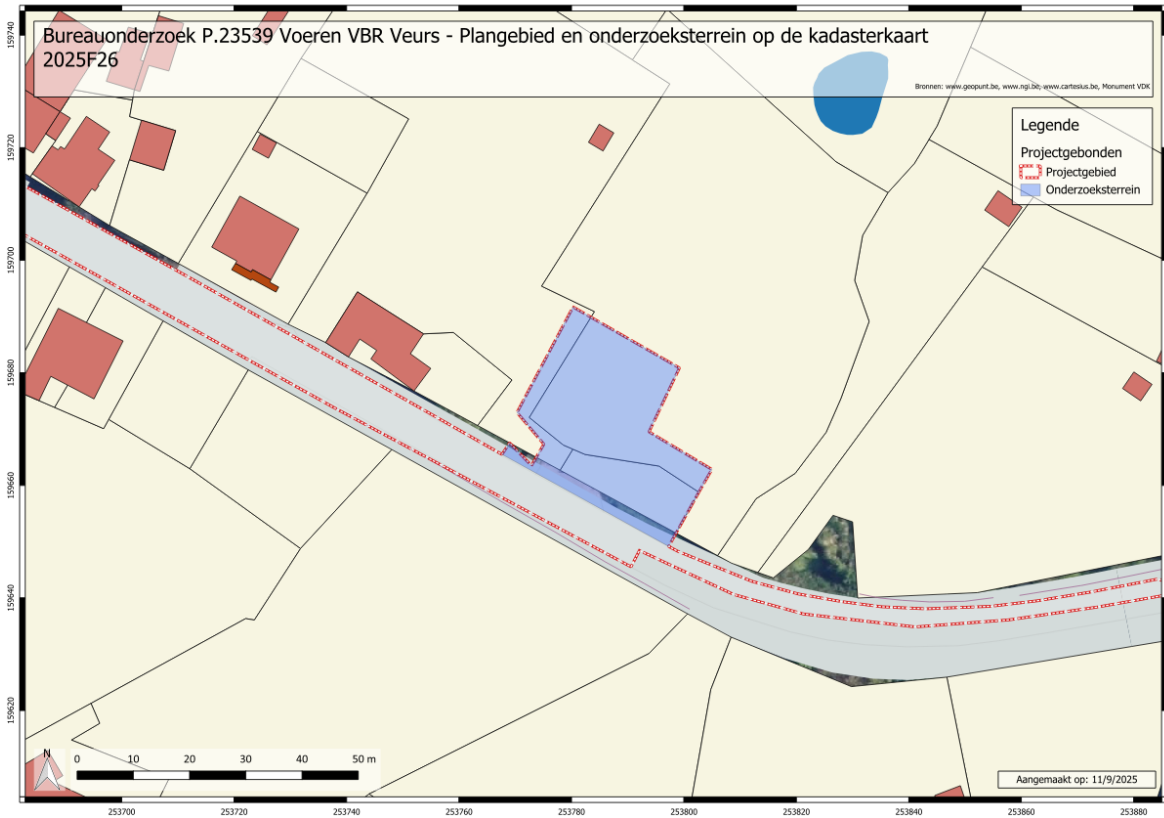 Bureauonderzoek P.23539 Voeren VBR Veurs - Plangebied en onderzoeksterrein op de kadasterkaart
2025F26
Bronnen: www.geopunt.be, www.ngi.be, www.cartesius.be, Monument VDK
Legende
Projectgebonden
Projectgebied
Onderzoeksterrein
159740
159720
159700
159680
159660
159640
159620
N
0 10 20 30 40 50 m
Aangemaakt op: 11/9/2025
253700 253720 253740 253760 253780 253800 253820 253840 253860 253880